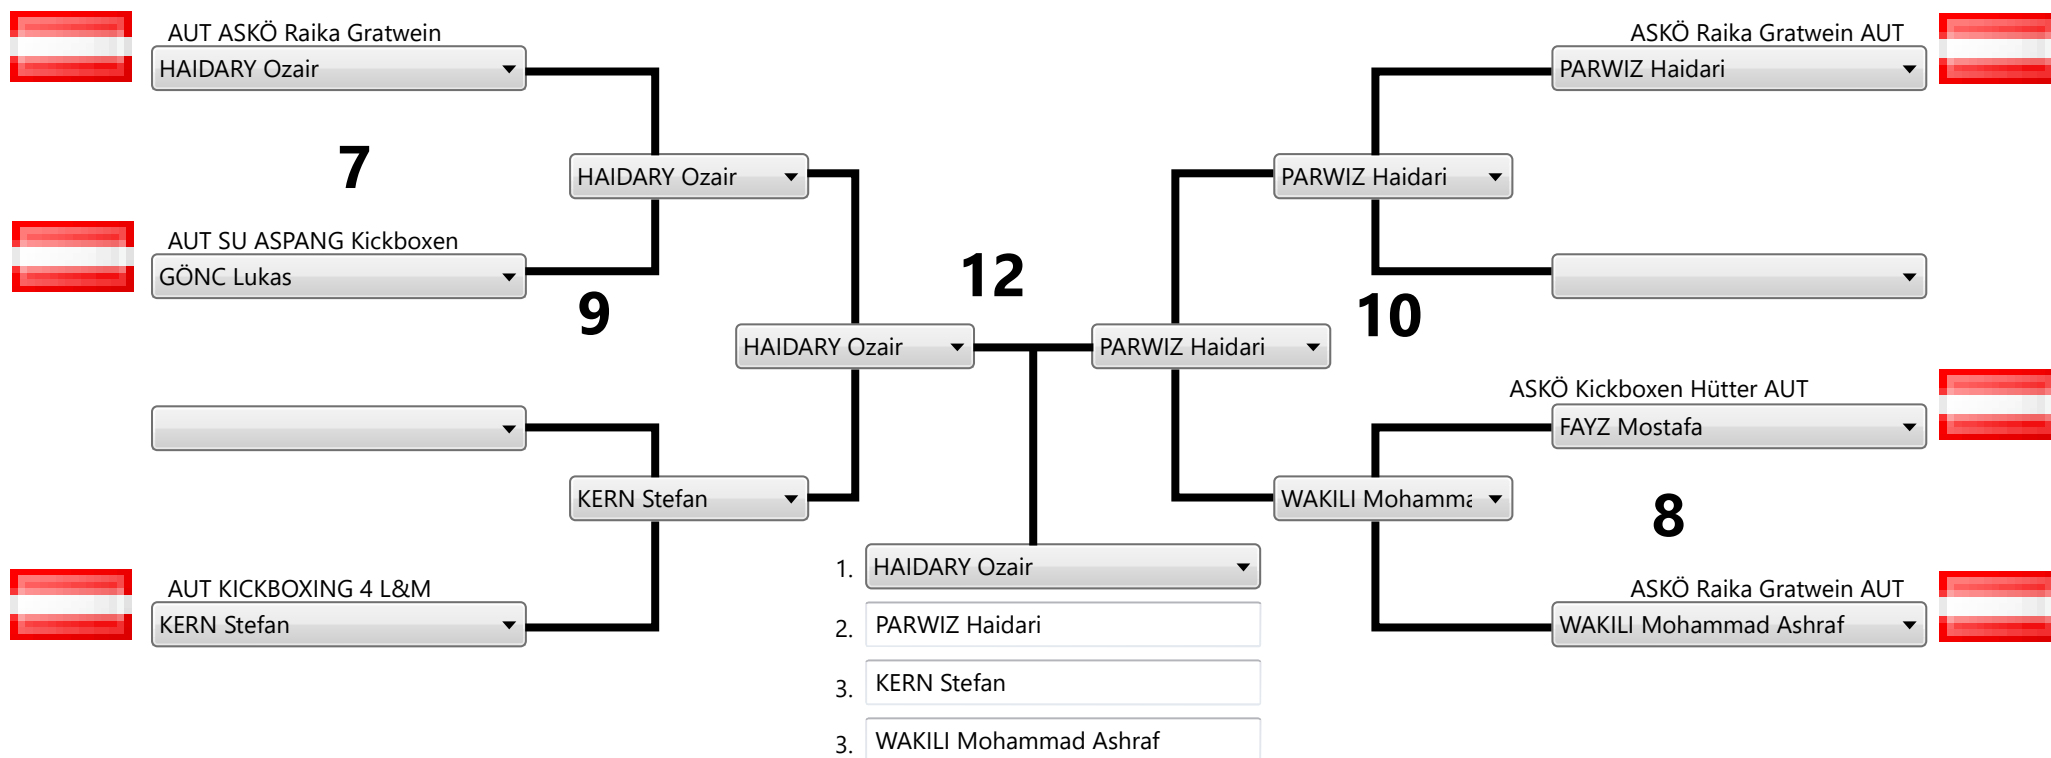 AUT ASKÖ Raika Gratwein
HAIDARY Ozair
ASKÖ Raika Gratwein AUT
PARWIZ Haidari
7
HAIDARY Ozair
PARWIZ Haidari
AUT SU ASPANG Kickboxen
GÖNC Lukas
12
9
10
HAIDARY Ozair
PARWIZ Haidari
ASKÖ Kickboxen Hütter AUT
FAYZ Mostafa
KERN Stefan
WAKILI Mohamma
8
AUT KICKBOXING 4 L&M
KERN Stefan
ASKÖ Raika Gratwein AUT
WAKILI Mohammad Ashraf
1. HAIDARY Ozair
2. PARWIZ Haidari
3. KERN Stefan
3. WAKILI Mohammad Ashraf